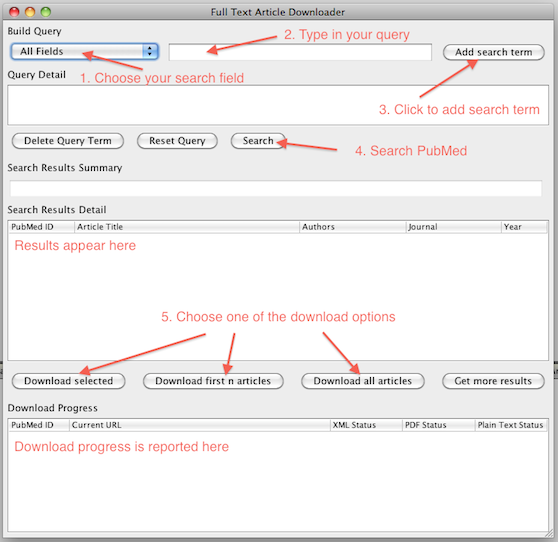 Full Text Article Downloader
Build Query
2. Type in your query
All Fields
Add search term
1. Choose your search field
Query Detail
3. Click to add search term
Delete Query Term Reset Query Search
4. Search PubMed
Search Results Summary
Search Results Detail
PubMed ID Article Title Authors Journal Year
Results appear here
5. Choose one of the download options
Download selected Download first n articles Download all articles Get more results
Download Progress
PubMed ID Current URL XML Status PDF Status Plain Text Status
Download progress is reported here